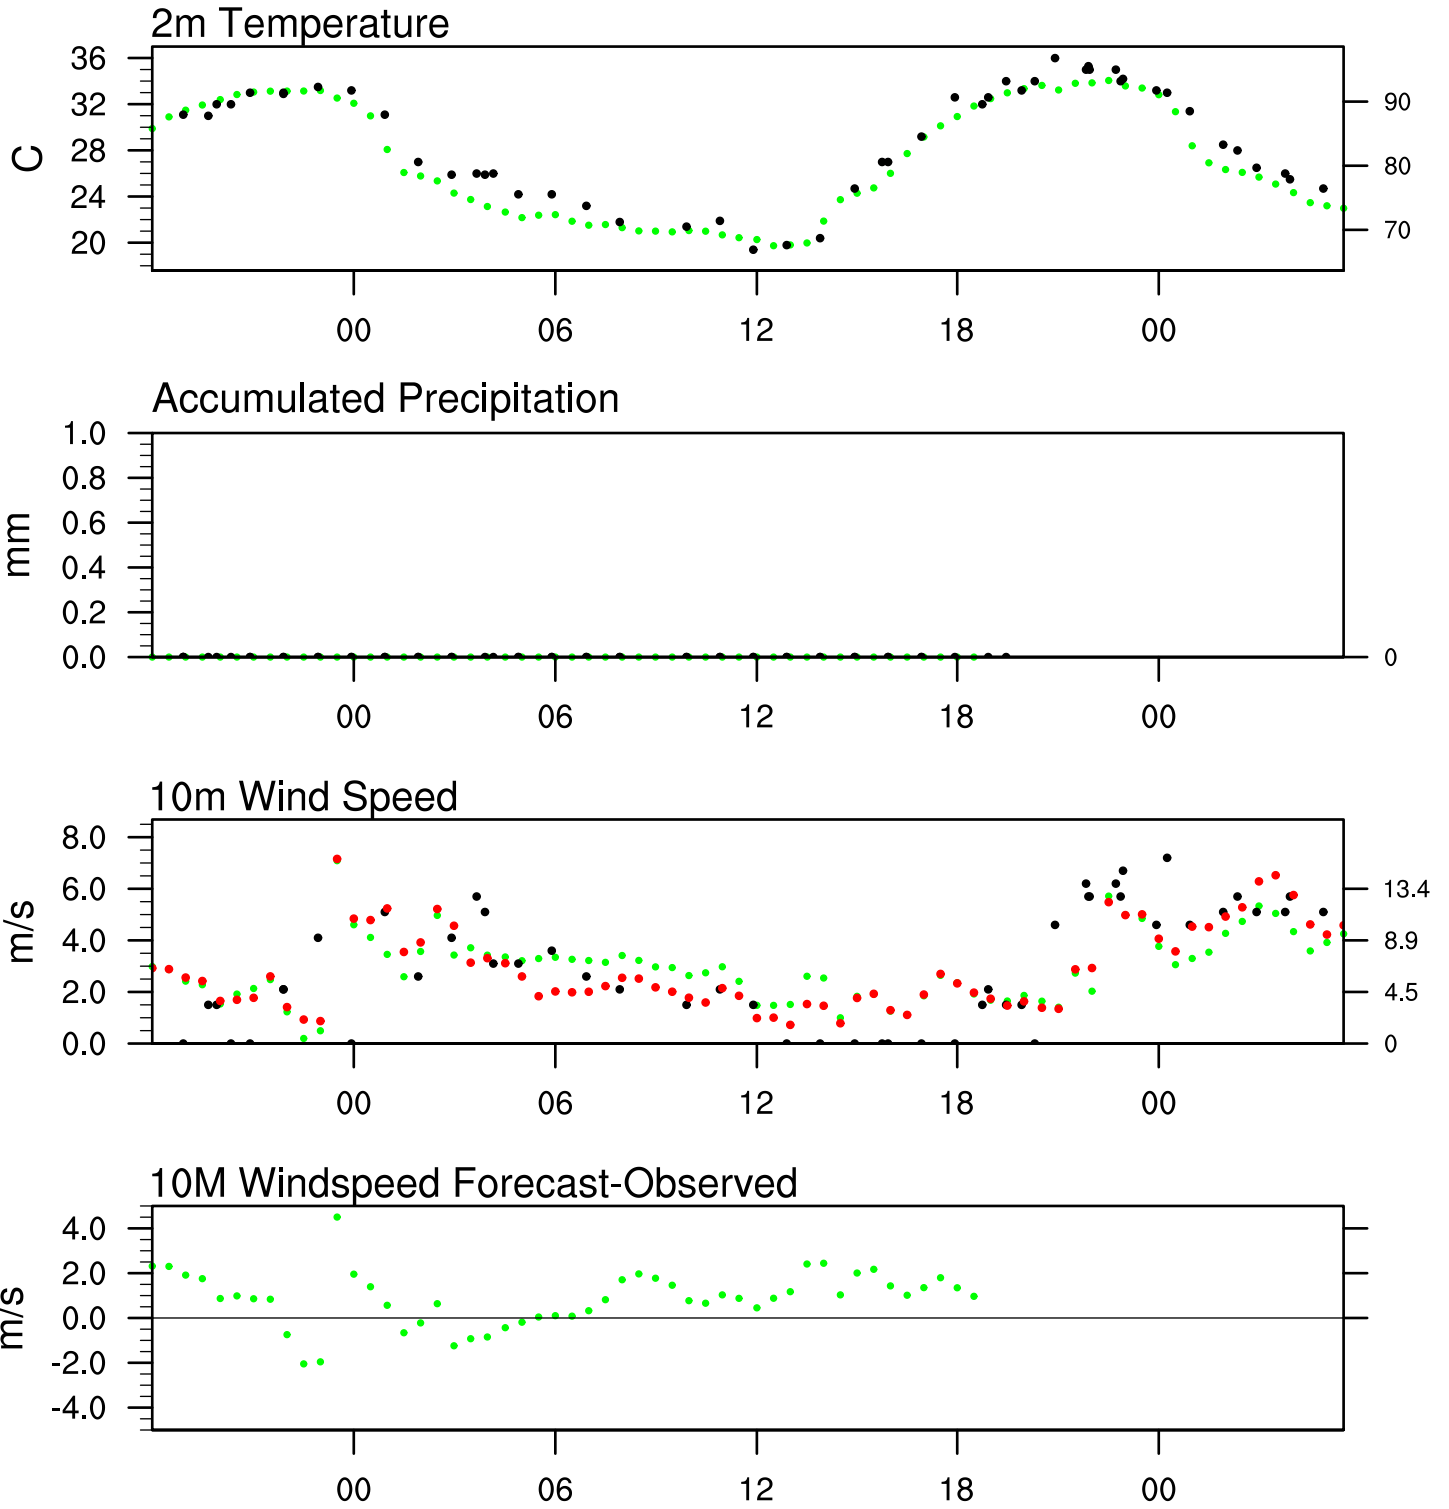 2m Temperature
36
32
28
24
20
C
90
80
70
00 06 12 18 00
Accumulated Precipitation
1.0
0.8
0.6
0.4
0.2
0.0
mm
0
00 06 12 18 00
10m Wind Speed
8.0
6.0
4.0
2.0
0.0
m/s
13.4
8.9
4.5
0
00 06 12 18 00
10M Windspeed Forecast-Observed
4.0
2.0
0.0
-2.0
-4.0
m/s
00 06 12 18 00